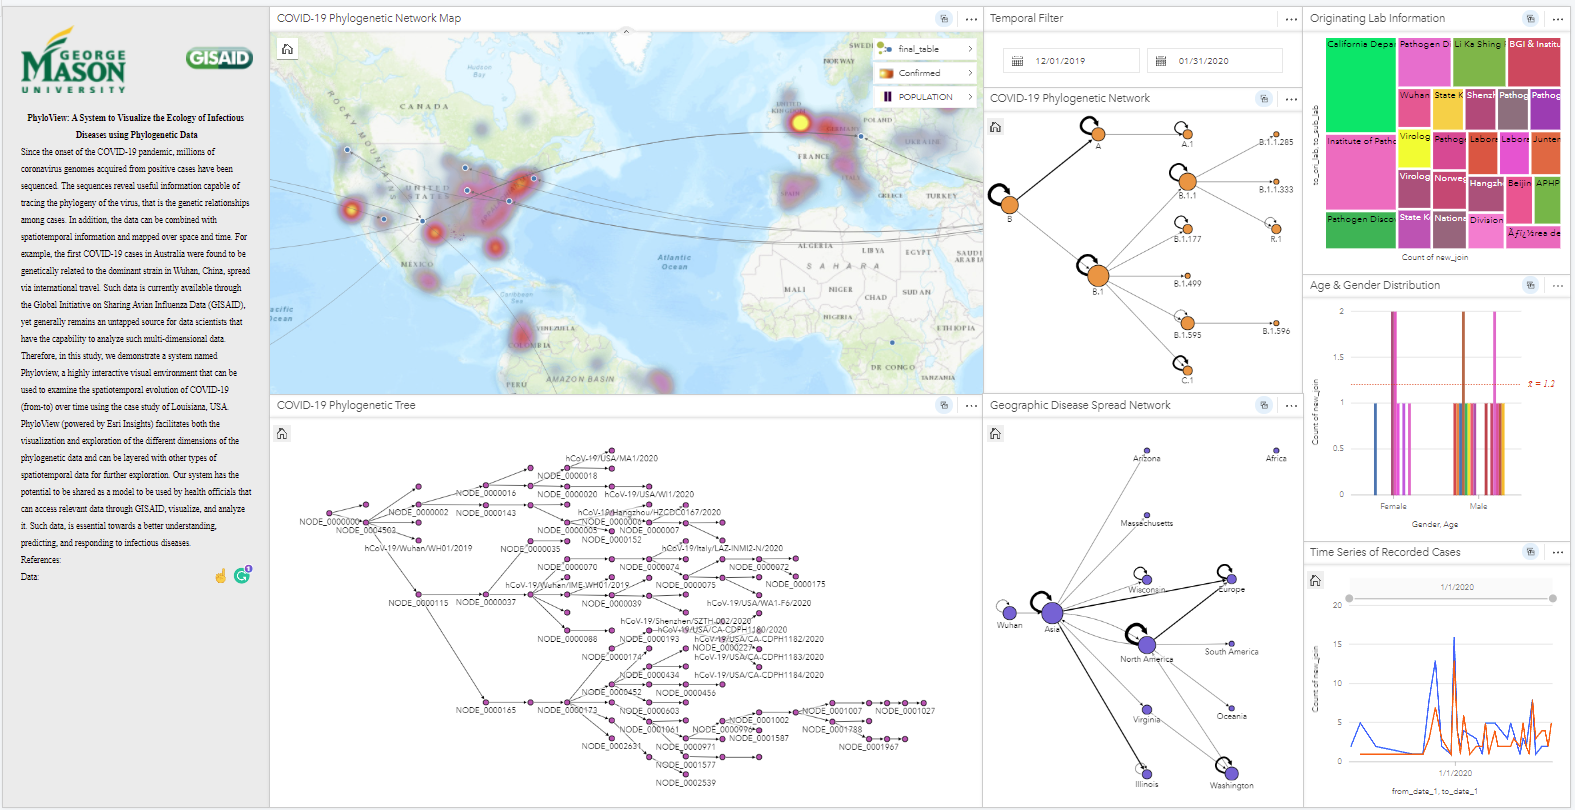 GEORGE
MASON
UNIVERSITY
GISAID
PhyloView: A System to Visualize the Ecology of Infectious
Diseases using Phylogenetic Data
Since the onset of the COVID-19 pandemic, millions of
coronavirus genomes acquired from positive cases have been
sequenced. The sequences reveal useful information capable of
tracing the phylogeny of the virus, that is the genetic relationships
among cases. In addition, the data can be combined with
spatiotemporal information and mapped over space and time. For
example, the first COVID-19 cases in Australia were found to be
genetically related to the dominant strain in Wuhan, China, spread
via international travel. Such data is currently available through
the Global Initiative on Sharing Avian Influenza Data (GISAID),
yet generally remains an untapped source for data scientists that
have the capability to analyze such multi-dimensional data.
Therefore, in this study, we demonstrate a system named
Phyloview, a highly interactive visual environment that can be
used to examine the spatiotemporal evolution of COVID-19
(from-to) over time using the case study of Louisiana, USA.
PhyloView (powered by Esri Insights) facilitates both the
visualization and exploration of the different dimensions of the
phylogenetic data and can be layered with other types of
spatiotemporal data for further exploration. Our system has the
potential to be shared as a model to be used by health officials that
can access relevant data through GISAID, visualize, and analyze
it. Such data, is essential towards a better understanding,
predicting, and responding to infectious diseases.
References:
Data:
COVID-19 Phylogenetic Network Map
final_table
Confirmed
POPULATION
Hudson
Bay
CANADA
ROCKY MOUNTAINS
UNITED
STATES
MEXICO
Atlantic
Ocean
Caribbean
Sea
VENEZUELA
COLOMBIA
PERU
AMAZON BASIN
NORWAY
UNITED
KINGDOM
POLAND
GERMANY
UKRAINE
FRANCE
ITALY
SPAIN
GREECE
TURKEY
ALGERIA
LIBYA
EGYPT
SAUDI
ARABIA
SAHARA
MALI
NIGER
CHAD
SUDAN
NIGERIA
ETHIOPIA
DR CONGO
TANZANIA
Temporal Filter
12/01/2019
01/31/2020
COVID-19 Phylogenetic Network
A
A.1
B.1.1.285
B
B.1.1
B.1.1.333
B.1.177
R.1
B.1
B.1.499
B.1.595
B.1.596
C.1
COVID-19 Phylogenetic Tree
hCoV-19/USA/MA1/2020
NODE_0000018
NODE_0000016
NODE_0000020
hCoV-19/USA/WI1/2020
NODE_0000002
NODE_0000143
hCoV-19/Hangzhou/HZCDC0167/2020
NODE_0000000
NODE_0000006
NODE_0004503
NODE_0000005
NODE_0000007
NODE_0000152
hCoV-19/Wuhan/WH01/2019
NODE_0000035
hCoV-19/Italy/LAZ-INMI2-N/2020
NODE_0000070
NODE_0000074
NODE_0000072
hCoV-19/Wuhan/IME-WH01/2019
NODE_0000075
NODE_0000175
NODE_0000115
NODE_0000037
NODE_0000039
hCoV-19/USA/WA1-F6/2020
hCoV-19/Shenzhen/SZTH-002/2020
hCoV-19/USA/CA-CDPH1180/2020
NODE_0000088
NODE_0000193
hCoV-19/USA/CA-CDPH1182/2020
NODE_0000227
NODE_0000174
hCoV-19/USA/CA-CDPH1183/2020
NODE_0000434
hCoV-19/USA/CA-CDPH1184/2020
NODE_0000452
NODE_0000456
NODE_0000165
NODE_0000173
NODE_0000603
NODE_0001007
NODE_0001027
NODE_0001002
NODE_0001061
NODE_0000996
NODE_0001788
NODE_0001587
NODE_0002631
NODE_0000971
NODE_0001967
NODE_0001577
NODE_0002539
Geographic Disease Spread Network
Arizona
Africa
Massachusetts
Wisconsin
Europe
Wuhan
Asia
North America
South America
Virginia
Oceania
Illinois
Washington
Originating Lab Information
to_ori_lab, to_sub_lab
California Depa
Pathogen D
Li Ka Shing
BGI & Institu
Wuhan
State K
Shenzh
Pathog
Pathog
Institute of Patho
Virolog
Pathog
Labora
Labora
Junter
Virolog
Norweg
Hangzh
Beijin
APHP
Pathogen Disco
State Ke
Nationa
Division
Count of new_join
Age & Gender Distribution
Count of new_join
2
1.5
1
0.5
0
x̄ = 1.2
Female
Male
Gender, Age
Time Series of Recorded Cases
1/1/2020
Count of new_join
20
15
10
5
0
1/1/2020
from_date_1, to_date_1